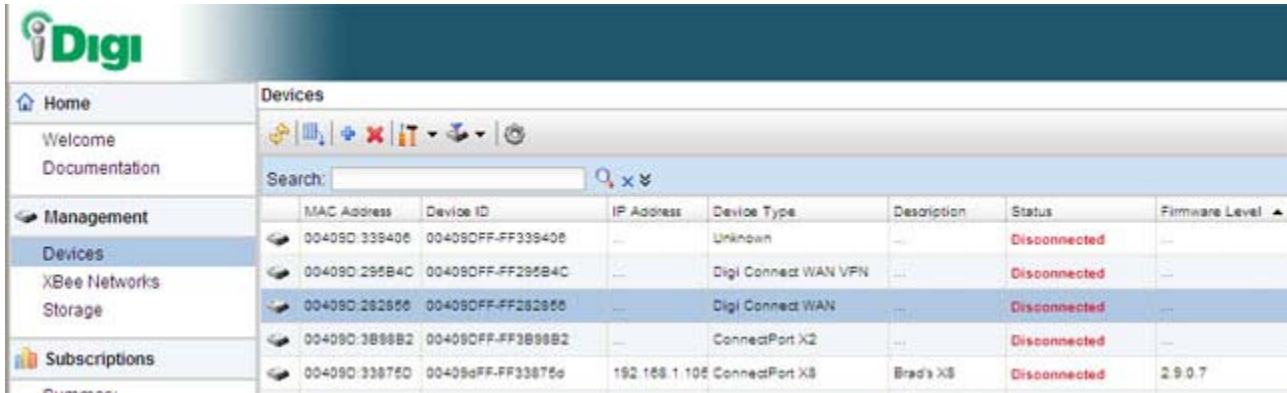 iDigi
Home
Welcome
Documentation
Management
Devices
XBee Networks
Storage
Subscriptions
Devices
Search:
MAC Address Device ID IP Address Device Type Description Status Firmware Level
00409D:339406 00409DFF-FF339406 ... Unknown ... Disconnected ...
00409D:295B4C 00409DFF-FF295B4C ... Digi Connect WAN VPN ... Disconnected ...
00409D:282856 00409DFF-FF282856 ... Digi Connect WAN ... Disconnected ...
00409D:3B98B2 00409DFF-FF3B98B2 ... ConnectPort X2 ... Disconnected ...
00409D:33875D 00409dFF-FF33875d 192.168.1.105 ConnectPort X8 Brad's X8 Disconnected 2.9.0.7